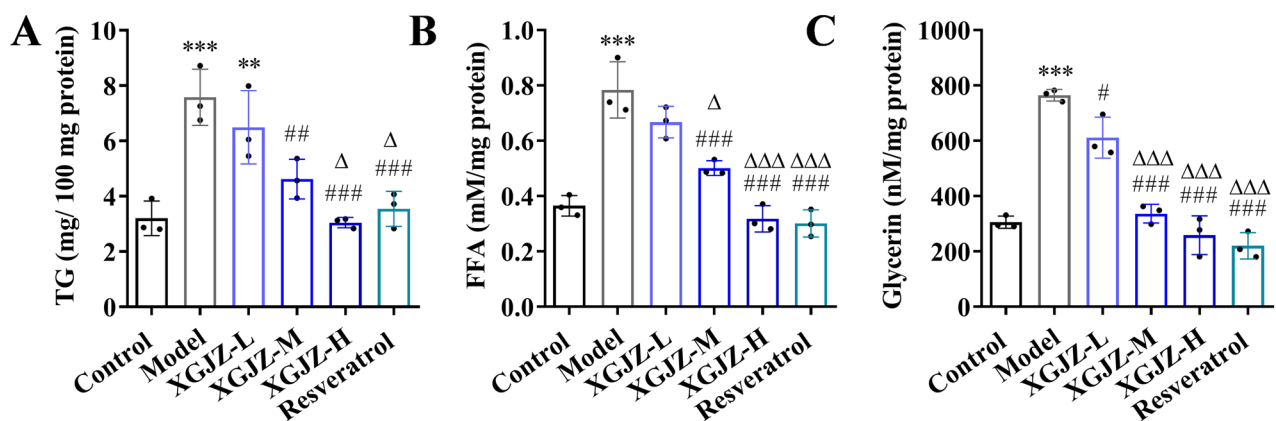 A
TG (mg/ 100 mg protein)
10
8
6
4
2
0
***
**
##
Δ
###
Δ
###
Control
Model
XGJZ-L
XGJZ-M
XGJZ-H
Resveratrol
B
FFA (mM/mg protein)
1.0
0.8
0.6
0.4
0.2
0.0
***
Δ
###
ΔΔΔ
###
ΔΔΔ
###
Control
Model
XGJZ-L
XGJZ-M
XGJZ-H
Resveratrol
C
Glycerin (nM/mg protein)
1000
800
600
400
200
0
***
#
ΔΔΔ
###
ΔΔΔ
###
ΔΔΔ
###
Control
Model
XGJZ-L
XGJZ-M
XGJZ-H
Resveratrol